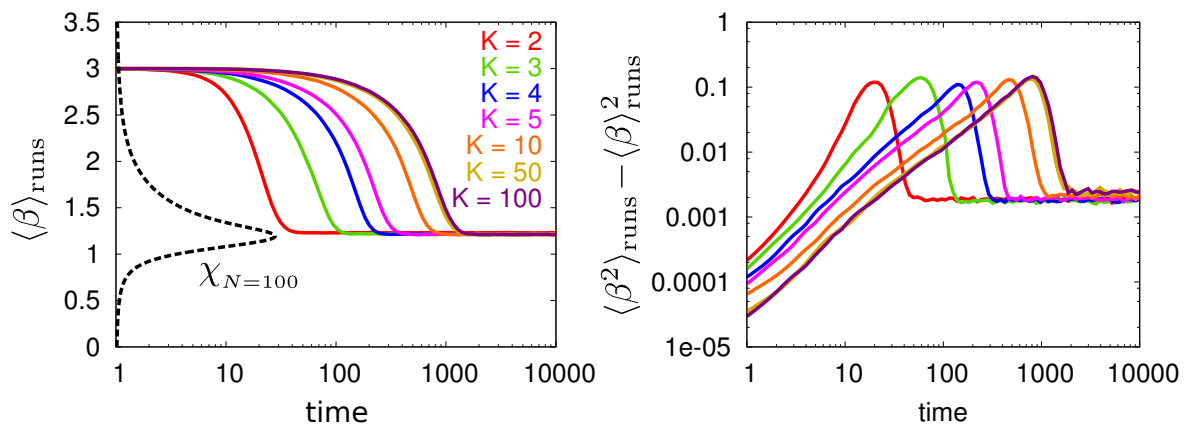 3.5
3
2.5
2
1.5
1
0.5
0
⟨β⟩runs
K = 2
K = 3
K = 4
K = 5
K = 10
K = 50
K = 100
χN=100
1 10 100 1000 10000
time
1
0.1
0.01
0.001
0.0001
1e-05
⟨β²⟩runs − ⟨β⟩²runs
1 10 100 1000 10000
time